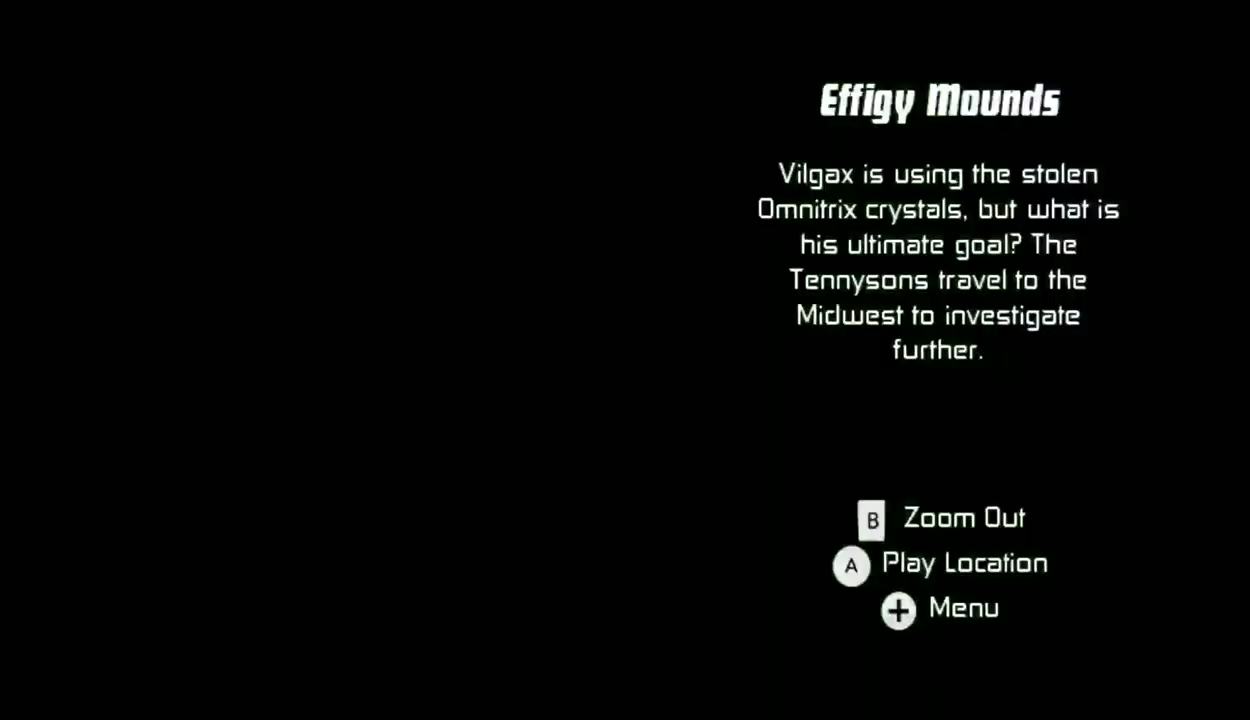 Effigy Mounds
Vilgax is using the stolen
Omnitrix crystals, but what is
his ultimate goal? The
Tennysons travel to the
Midwest to investigate
further.
B Zoom Out
A Play Location
+ Menu